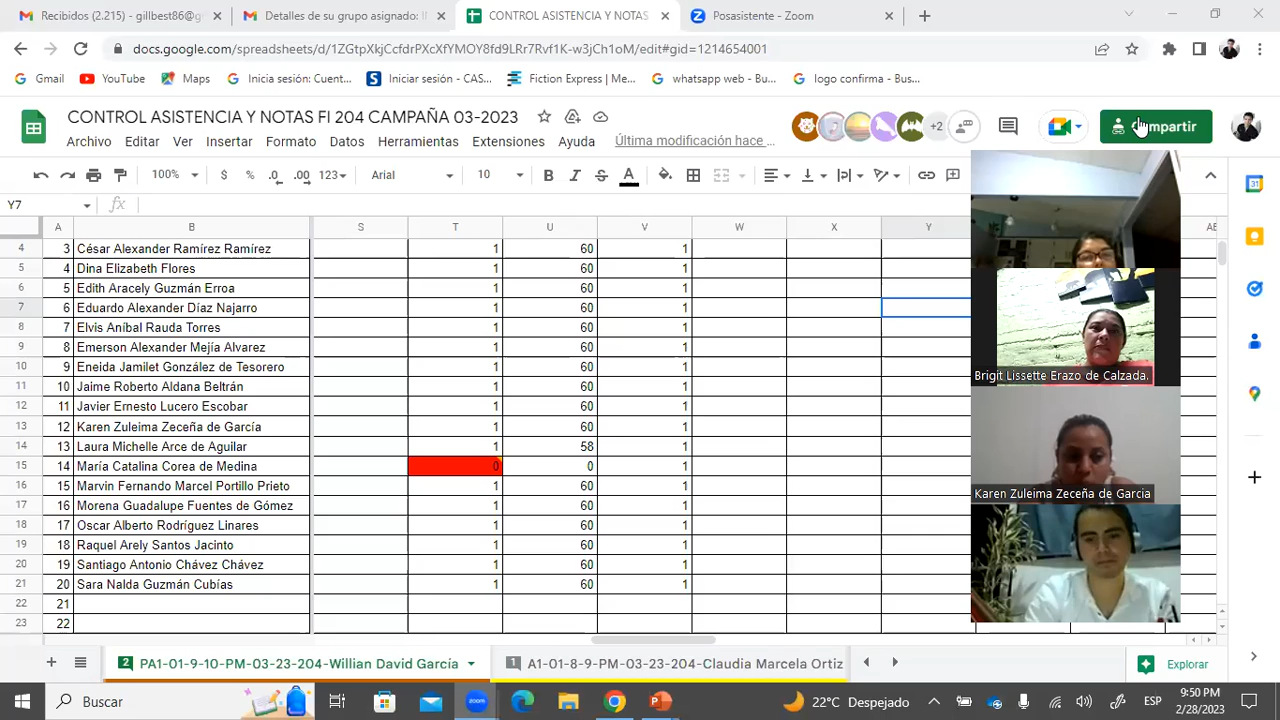 Recibidos (2.215) - gillbest86@g
Detalles de su grupo asignado: II
CONTROL ASISTENCIA Y NOTAS
Posasistente - Zoom
docs.google.com/spreadsheets/d/1ZGtpXkjCcfdrPXcXfYMOY8fd9LRf7Rvf1K-w3jCh1oM/edit#gid=1214654001
Gmail
YouTube
Maps
Inicia sesión: Cuent...
Iniciar sesión - CAS...
Fiction Express | Me...
whatsapp web - Bu...
logo confirma - Bus...
CONTROL ASISTENCIA Y NOTAS FI 204 CAMPAÑA 03-2023
+2
Compartir
Archivo Editar Ver Insertar Formato Datos Herramientas Extensiones Ayuda Última modificación hace ...
100% $ % .0 .00 123 Arial 10 B I S A
Y7 fx
A B S T U V W X Y AE
4 3 César Alexander Ramírez Ramírez 1 60 1
5 4 Dina Elizabeth Flores 1 60 1
6 5 Edith Aracely Guzmán Erroa 1 60 1
7 6 Eduardo Alexander Díaz Najarro 1 60 1
8 7 Elvis Aníbal Rauda Torres 1 60 1
9 8 Emerson Alexander Mejía Alvarez 1 60 1
10 9 Eneida Jamilet González de Tesorero 1 60 1
11 10 Jaime Roberto Aldana Beltrán 1 60 1
12 11 Javier Ernesto Lucero Escobar 1 60 1
13 12 Karen Zuleima Zeceña de García 1 60 1
14 13 Laura Michelle Arce de Aguilar 1 58 1
15 14 María Catalina Corea de Medina 0 0 1
16 15 Marvin Fernando Marcel Portillo Prieto 1 60 1
17 16 Morena Guadalupe Fuentes de Gómez 1 60 1
18 17 Oscar Alberto Rodríguez Linares 1 60 1
19 18 Raquel Arely Santos Jacinto 1 60 1
20 19 Santiago Antonio Chávez Chávez 1 60 1
21 20 Sara Nalda Guzmán Cubías 1 60 1
22 21
23 22
Brigit Lissette Erazo de Calzada.
Karen Zuleima Zeceña de Garcia
2 PA1-01-9-10-PM-03-23-204-Willian David García
1 A1-01-8-9-PM-03-23-204-Claudia Marcela Ortiz
Explorar
Buscar
zoom
22°C Despejado
ESP
9:50 PM
2/28/2023